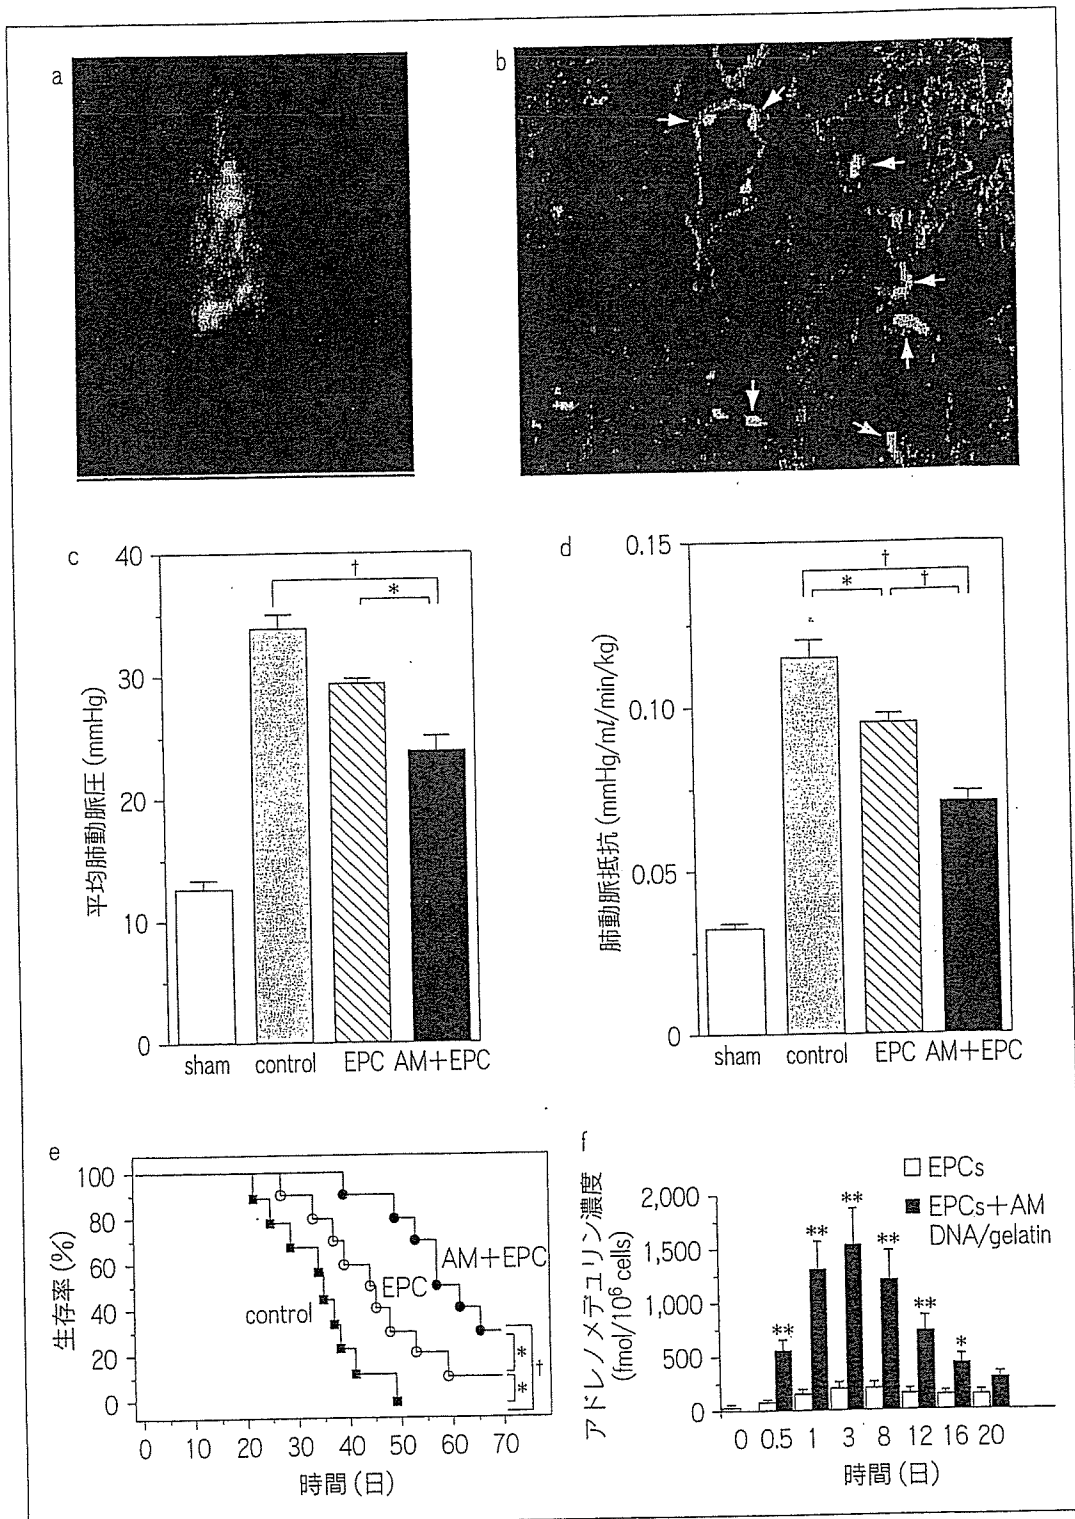 a
b
c
平均肺動脈圧 (mmHg)
40
30
20
10
0
†
*
sham control EPC AM+EPC
d
肺動脈抵抗 (mmHg/ml/min/kg)
0.15
0.10
0.05
0
†
* †
sham control EPC AM+EPC
e
生存率 (%)
100
80
60
40
20
0
control
EPC
AM+EPC
*
*
†
0 10 20 30 40 50 60 70
時間 (日)
f
アドレノメデュリン濃度
(fmol/10⁶ cells)
□ EPCs
■ EPCs+AM
DNA/gelatin
2,000
1,500
1,000
500
0
** ** ** ** ** *
0 0.5 1 3 8 12 16 20
時間 (日)